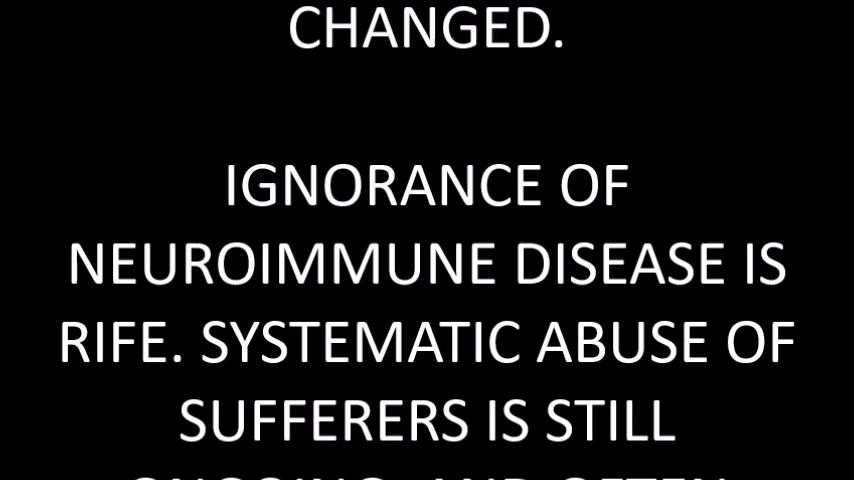 CHANGED.
IGNORANCE OF
NEUROIMMUNE DISEASE IS
RIFE. SYSTEMATIC ABUSE OF
SUFFERERS IS STILL